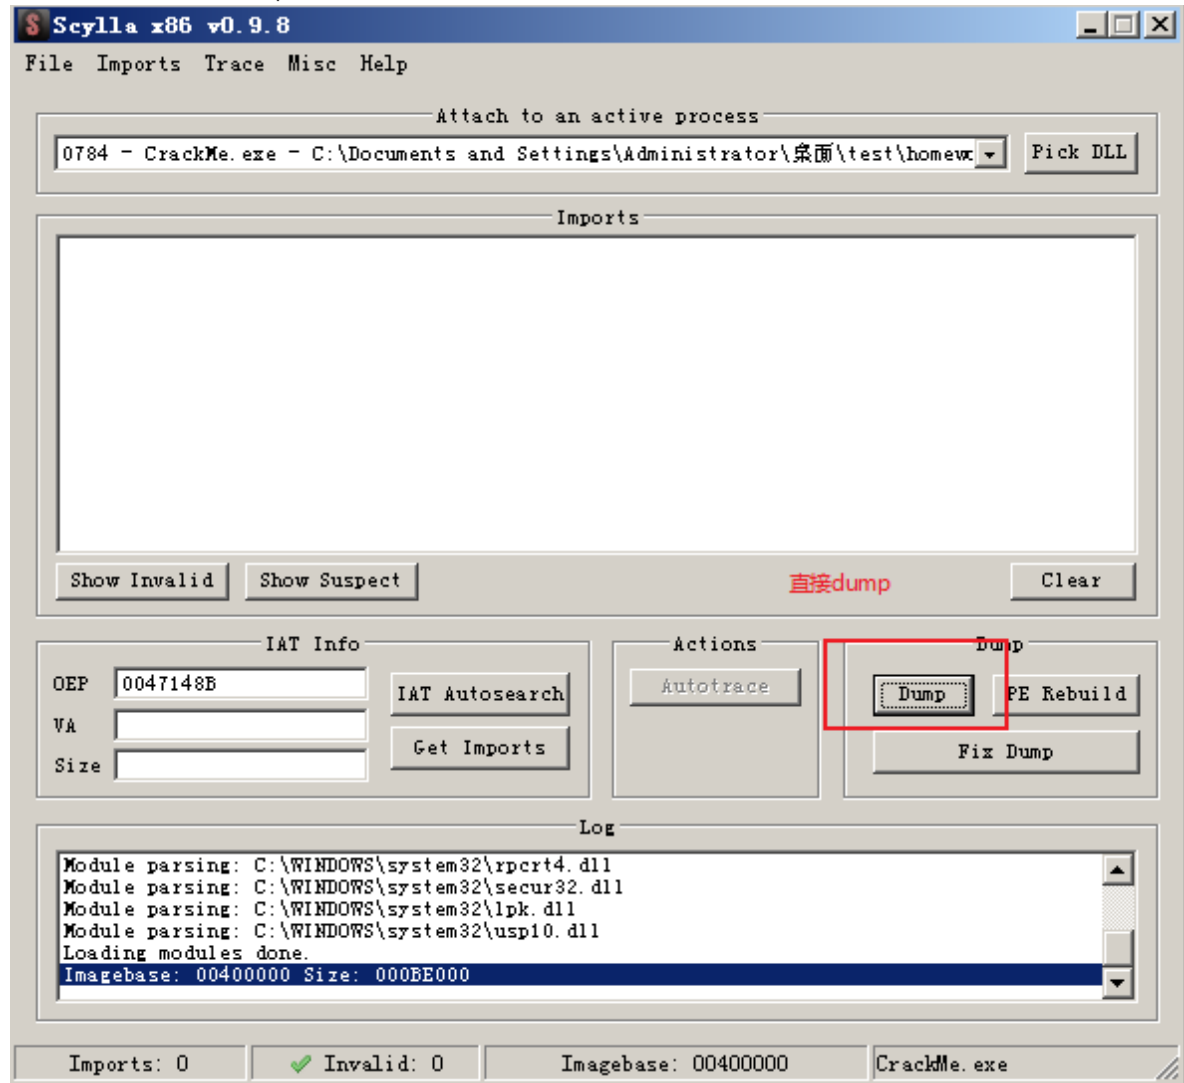 Scylla x86 v0.9.8
File Imports Trace Misc Help
Attach to an active process
0784 - CrackMe.exe - C:\Documents and Settings\Administrator\桌面\test\homewo
Pick DLL
Imports
Show Invalid Show Suspect 直接dump Clear
IAT Info Actions Dump
OEP 0047148B IAT Autosearch Autotrace Dump PE Rebuild
VA
Get Imports Fix Dump
Size
Log
Module parsing: C:\WINDOWS\system32\rpcrt4.dll
Module parsing: C:\WINDOWS\system32\secur32.dll
Module parsing: C:\WINDOWS\system32\lpk.dll
Module parsing: C:\WINDOWS\system32\usp10.dll
Loading modules done.
Imagebase: 00400000 Size: 000BE000
Imports: 0 Invalid: 0 Imagebase: 00400000 CrackMe.exe